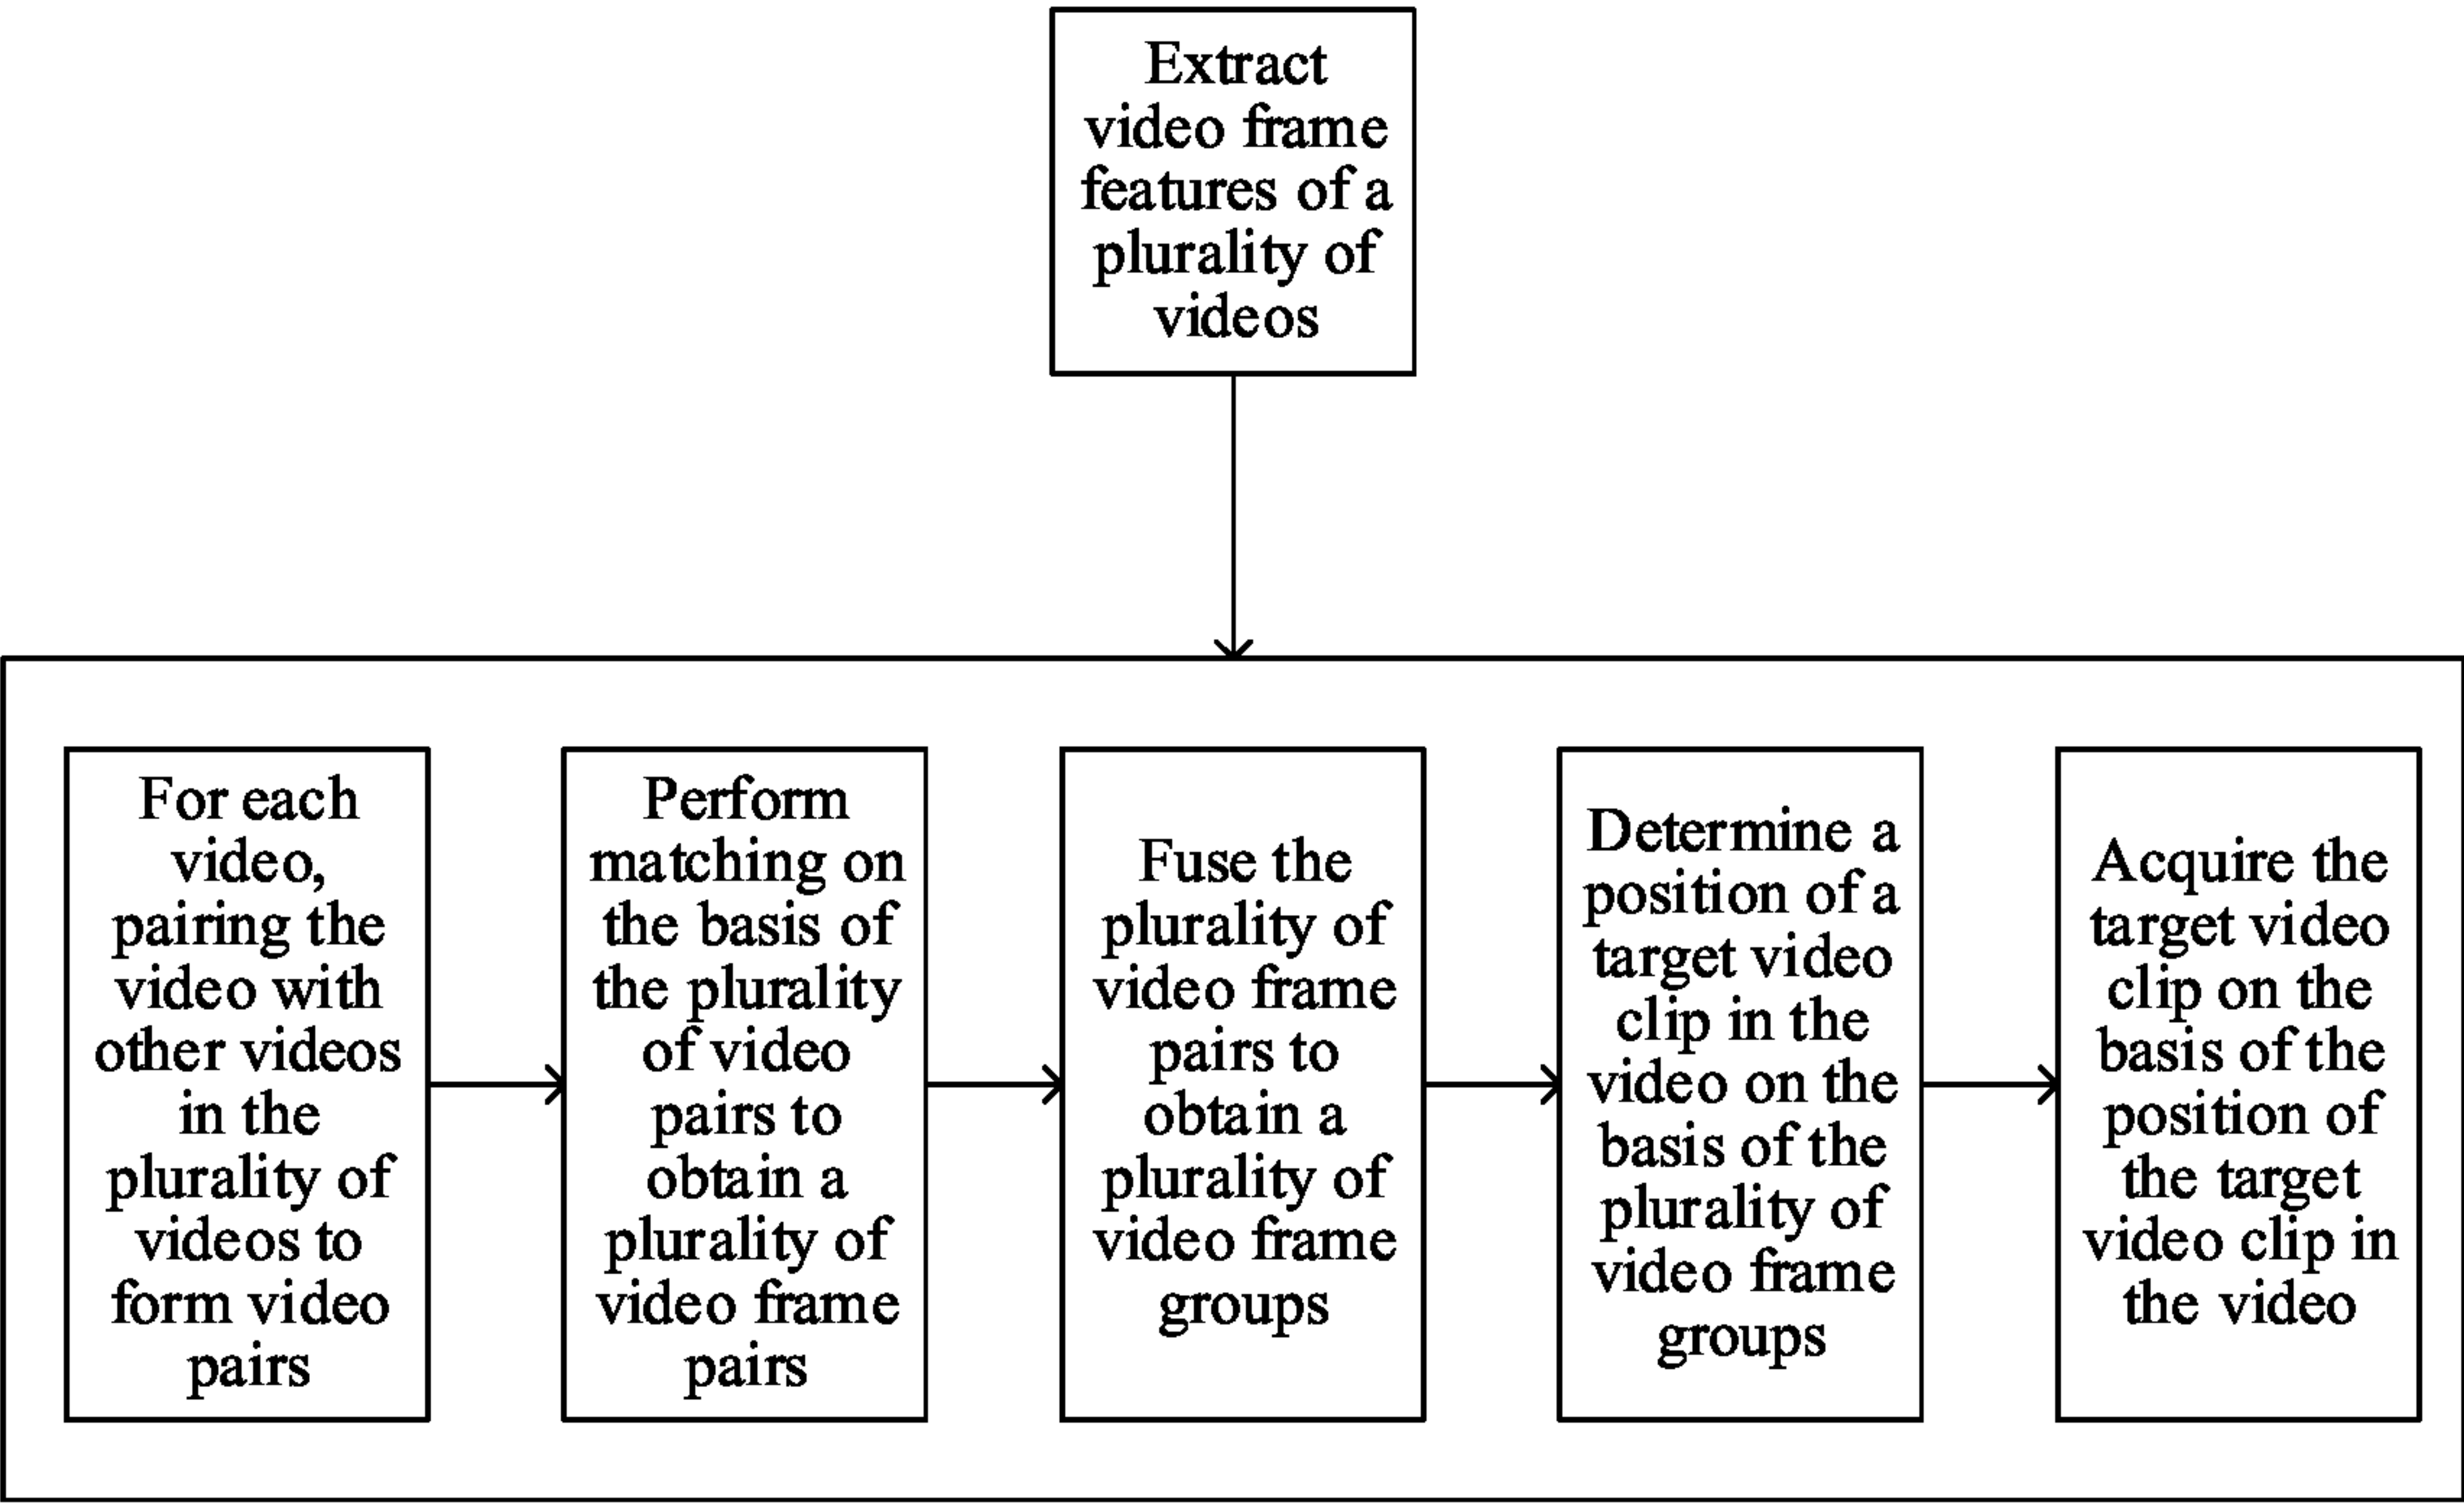 Extract
video frame
features of a
plurality of
videos
For each
video,
pairing the
video with
other videos
in the
plurality of
videos to
form video
pairs
Perform
matching on
the basis of
the plurality
of video
pairs to
obtain a
plurality of
video frame
pairs
Fuse the
plurality of
video frame
pairs to
obtain a
plurality of
video frame
groups
Determine a
position of a
target video
clip in the
video on the
basis of the
plurality of
video frame
groups
Acquire the
target video
clip on the
basis of the
position of
the target
video clip in
the video